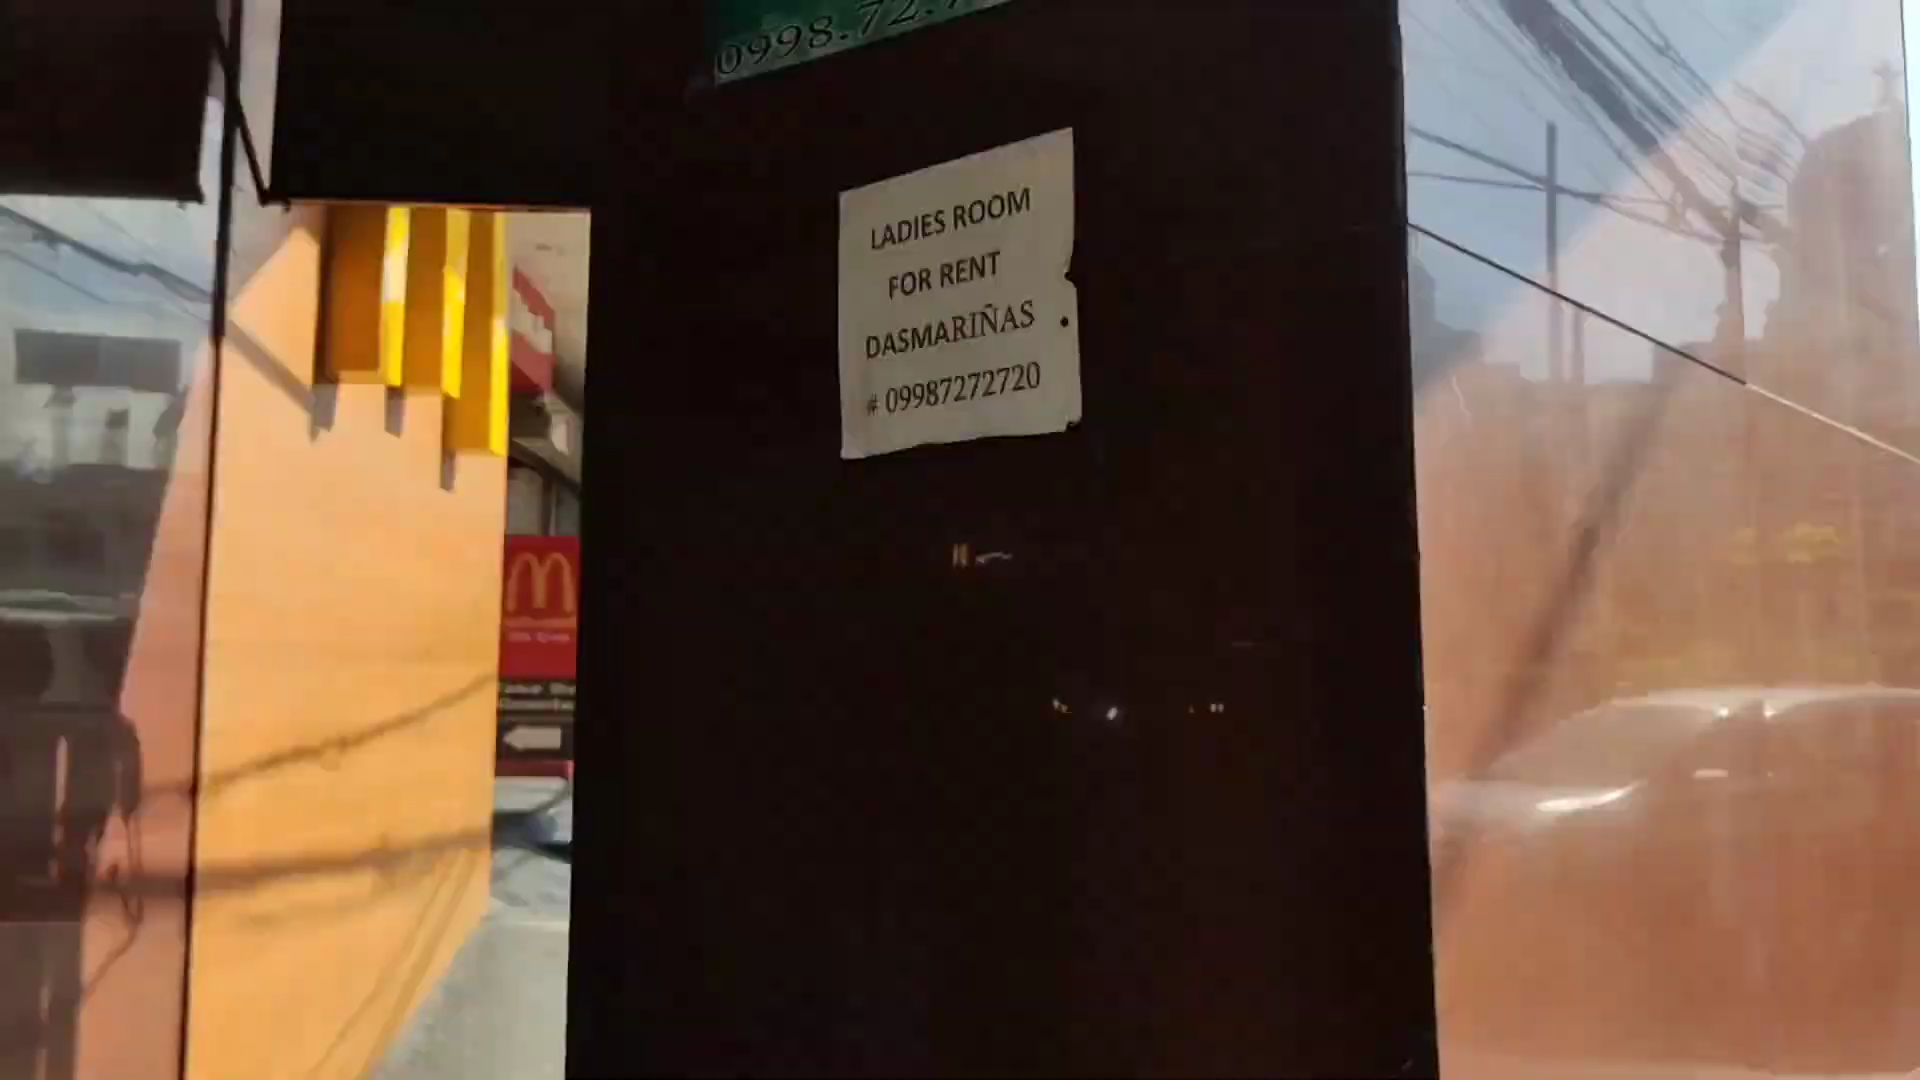 0998.72.7
LADIES ROOM
FOR RENT
DASMARIÑAS
# 09987272720